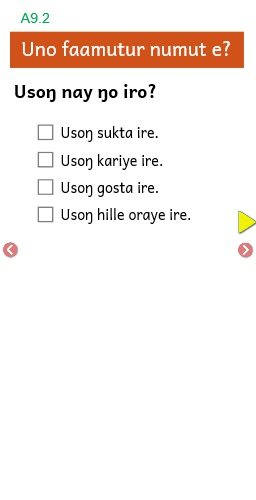 A9.2
Uno faamutur numut e?
Usoŋ nay ŋo iro?
Usoŋ sukta ire.
Usoŋ kariye ire.
Usoŋ gosta ire.
Usoŋ hille oraye ire.